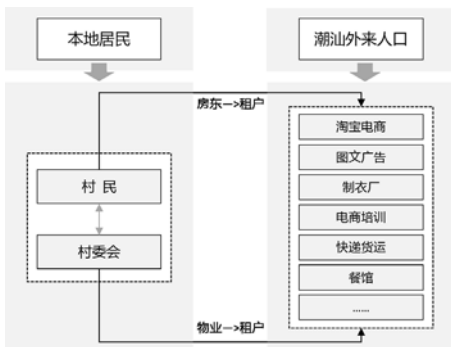 本地居民
潮汕外来人口
房东—>租户
淘宝电商
图文广告
制衣厂
村 民
电商培训
村委会
快递货运
餐馆
……
物业—>租户